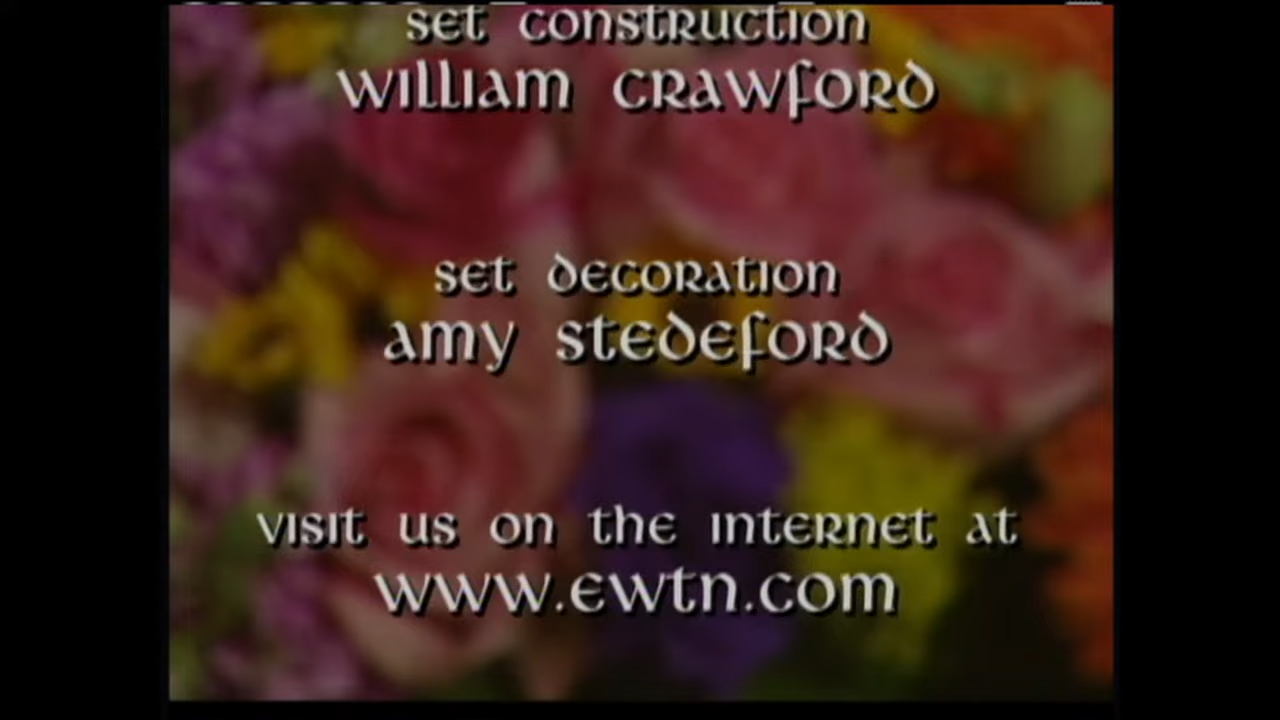 set construction
william crawford
set decoration
amy stedeford
visit us on the internet at
www.ewtn.com